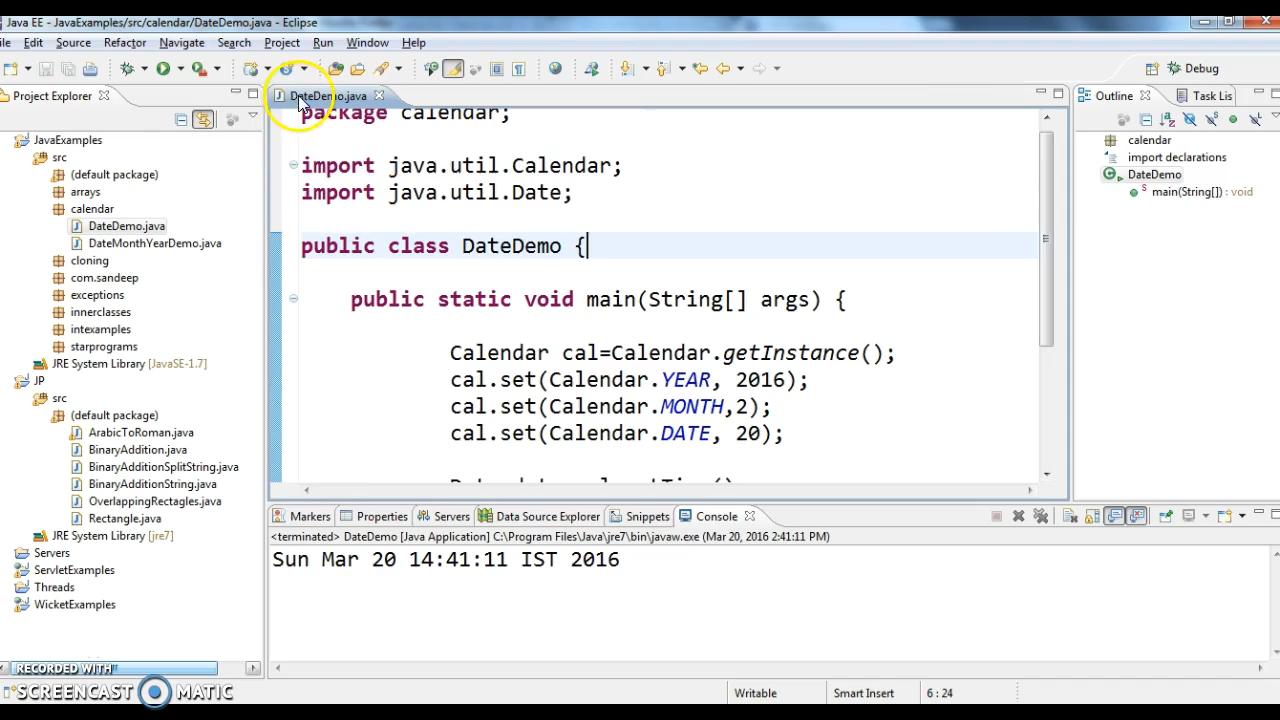 Java EE - JavaExamples/src/calendar/DateDemo.java - Eclipse
ile Edit Source Refactor Navigate Search Project Run Window Help
Debug
Project Explorer
JavaExamples
src
(default package)
arrays
calendar
DateDemo.java
DateMonthYearDemo.java
cloning
com.sandeep
exceptions
innerclasses
intexamples
starprograms
JRE System Library [JavaSE-1.7]
JP
src
(default package)
ArabicToRoman.java
BinaryAddition.java
BinaryAdditionSplitString.java
BinaryAdditionString.java
OverlappingRectagles.java
Rectangle.java
JRE System Library [jre7]
Servers
ServletExamples
Threads
WicketExamples
DateDemo.java
package calendar;
import java.util.Calendar;
import java.util.Date;
public class DateDemo {
public static void main(String[] args) {
Calendar cal=Calendar.getInstance();
cal.set(Calendar.YEAR, 2016);
cal.set(Calendar.MONTH,2);
cal.set(Calendar.DATE, 20);
Outline Task List
calendar
import declarations
DateDemo
main(String[]) : void
Markers Properties Servers Data Source Explorer Snippets Console
<terminated> DateDemo [Java Application] C:\Program Files\Java\jre7\bin\javaw.exe (Mar 20, 2016 2:41:11 PM)
Sun Mar 20 14:41:11 IST 2016
RECORDED WITH
SCREENCAST MATIC
Writable Smart Insert 6 : 24